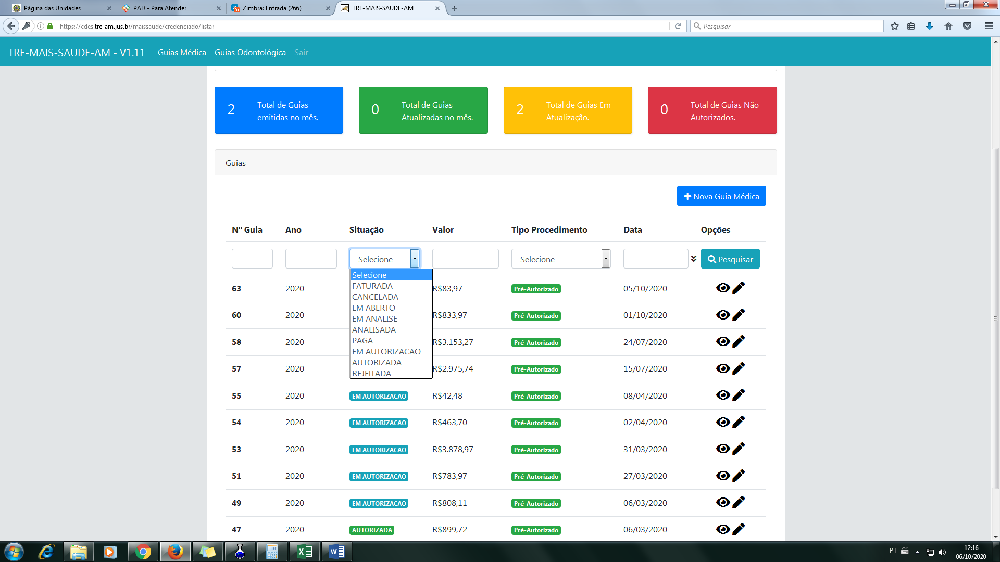 Página das Unidades
PAD - Para Atender
Zimbra: Entrada (266)
TRE-MAIS-SAUDE-AM
https://cdes.tre-am.jus.br/maissaude/credenciado/listar
Pesquisar
TRE-MAIS-SAUDE-AM - V1.11 Guias Médica Guias Odontológica Sair
2 Total de Guias emitidas no mês.
0 Total de Guias Atualizadas no mês.
2 Total de Guias Em Atualização.
0 Total de Guias Não Autorizados.
Guias
Nova Guia Médica
Nº Guia Ano Situação Valor Tipo Procedimento Data Opções
Selecione Selecione Pesquisar
Selecione
FATURADA
CANCELADA
EM ABERTO
EM ANALISE
ANALISADA
PAGA
EM AUTORIZACAO
AUTORIZADA
REJEITADA
63 2020 R$83,97 Pré-Autorizado 05/10/2020
60 2020 R$833,97 Pré-Autorizado 01/10/2020
58 2020 R$3.153,27 Pré-Autorizado 24/07/2020
57 2020 R$2.975,74 Pré-Autorizado 15/07/2020
55 2020 EM AUTORIZACAO R$42,48 Pré-Autorizado 08/04/2020
54 2020 EM AUTORIZACAO R$463,70 Pré-Autorizado 02/04/2020
53 2020 EM AUTORIZACAO R$3.878,97 Pré-Autorizado 31/03/2020
51 2020 EM AUTORIZACAO R$783,97 Pré-Autorizado 27/03/2020
49 2020 EM AUTORIZACAO R$808,11 Pré-Autorizado 06/03/2020
47 2020 AUTORIZADA R$899,72 Pré-Autorizado 06/03/2020
PT
12:16
06/10/2020